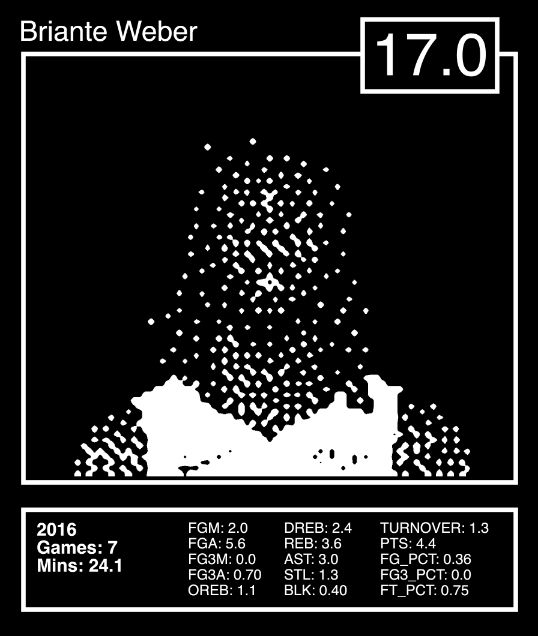 Briante Weber
17.0
2016
Games: 7
Mins: 24.1
FGM: 2.0
FGA: 5.6
FG3M: 0.0
FG3A: 0.70
OREB: 1.1
DREB: 2.4
REB: 3.6
AST: 3.0
STL: 1.3
BLK: 0.40
TURNOVER: 1.3
PTS: 4.4
FG_PCT: 0.36
FG3_PCT: 0.0
FT_PCT: 0.75